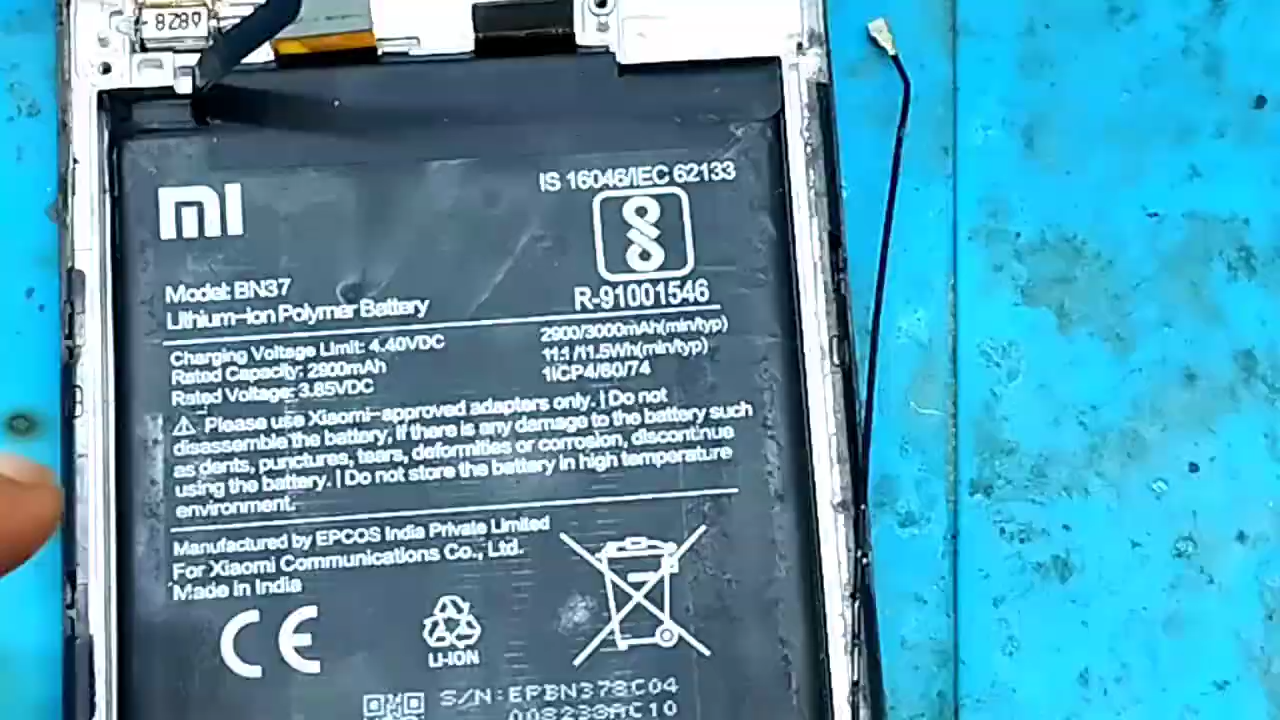 8Z89
MI
IS 16046/IEC 62133
R-91001546
Model: BN37
Lithium-Ion Polymer Battery
Charging Voltage Limit: 4.40VDC
Rated Capacity: 2900mAh
Rated Voltage: 3.85VDC
2900/3000mAh(min/typ)
11.1/11.5Wh(min/typ)
1ICP4/60/74
Please use Xiaomi-approved adapters only. | Do not
disassemble the battery, if there is any damage to the battery such
as dents, punctures, tears, deformities or corrosion, discontinue
using the battery. | Do not store the battery in high temperature
environment.
Manufactured by EPCOS India Private Limited
For Xiaomi Communications Co., Ltd.
Made in India
CE
LI-ION
S/N:EPBN378C04
008233AC10